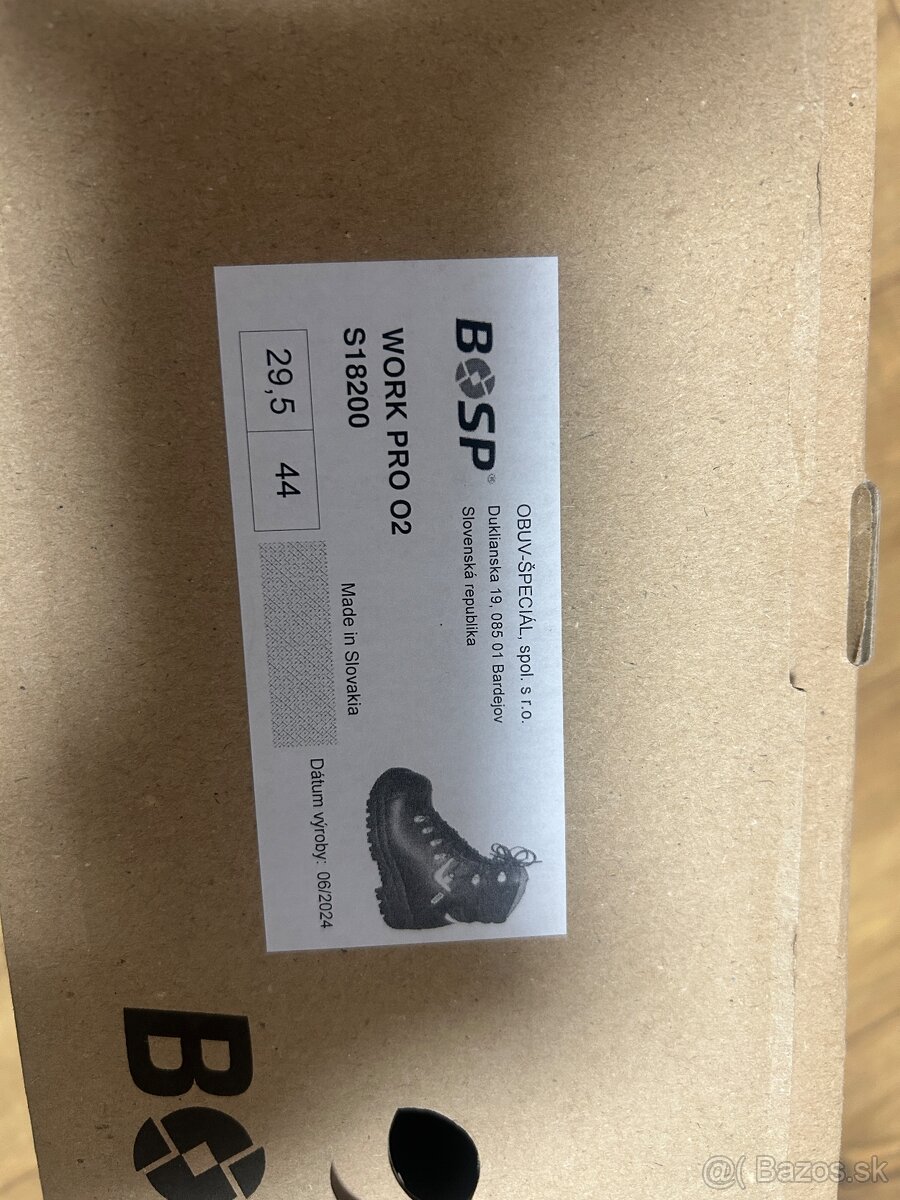 BOSP®
OBUV-ŠPECIÁL, spol. s r.o.
Duklianska 19, 085 01 Bardejov
Slovenská republika
WORK PRO O2
S18200
Made in Slovakia
29,5 44
Dátum výroby: 06/2024
BO
@( Bazos.sk